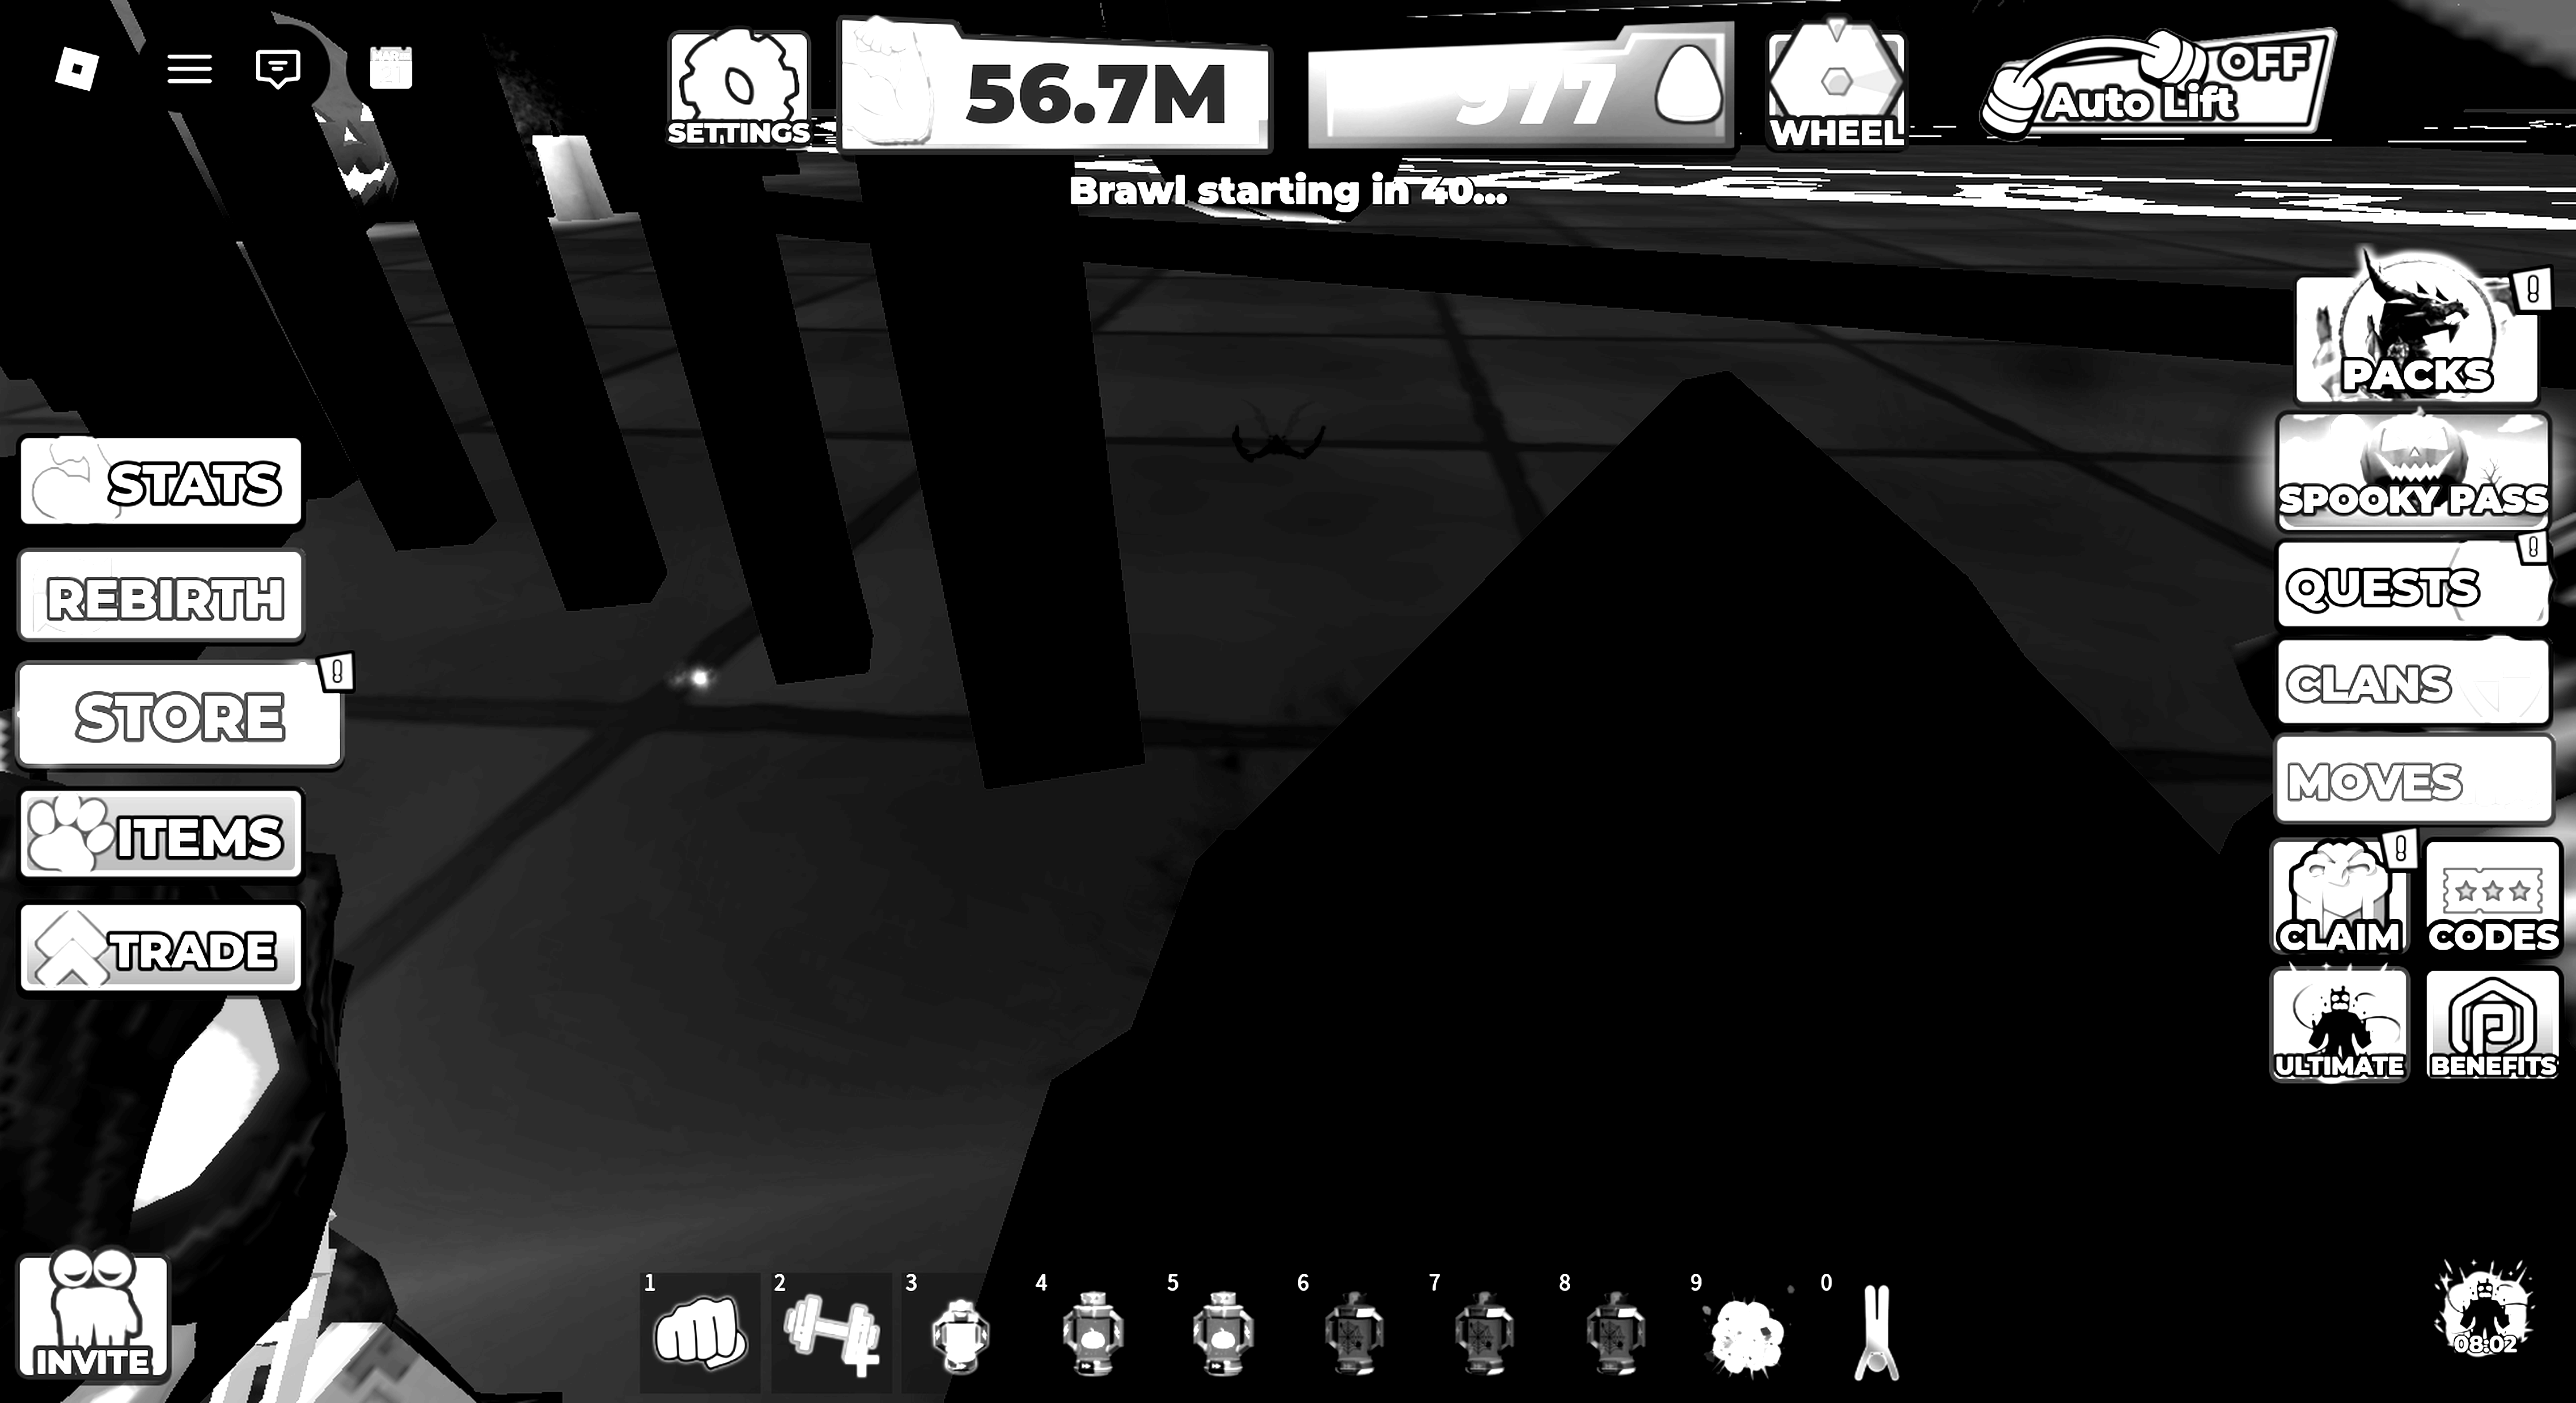 SETTINGS
56.7M
977
WHEEL
OFF
Auto Lift
Brawl starting in 40...
PACKS
SPOOKY PASS
QUESTS
CLANS
MOVES
CLAIM
CODES
ULTIMATE
BENEFITS
STATS
REBIRTH
STORE
ITEMS
TRADE
INVITE
1 2 3 4 5 6 7 8 9 0
08:02